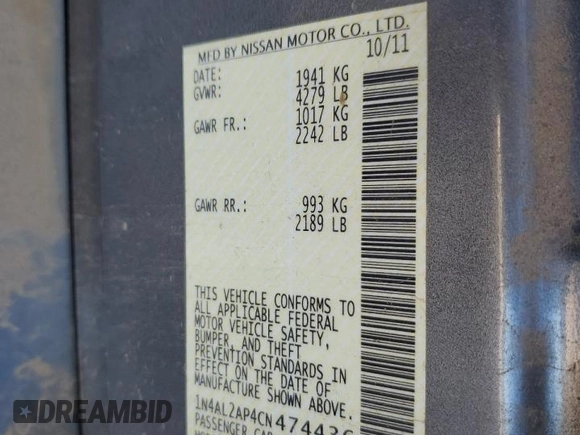 MFD BY NISSAN MOTOR CO., LTD.
DATE: 10/11
GVWR: 1941 KG
4279 LB
GAWR FR.: 1017 KG
2242 LB
GAWR RR.: 993 KG
2189 LB
THIS VEHICLE CONFORMS TO
ALL APPLICABLE FEDERAL
MOTOR VEHICLE SAFETY,
BUMPER, AND THEFT
PREVENTION STANDARDS IN
EFFECT ON THE DATE OF
MANUFACTURE SHOWN ABOVE.
1N4AL2AP4CN474436
PASSENGER CAR
DREAMBID